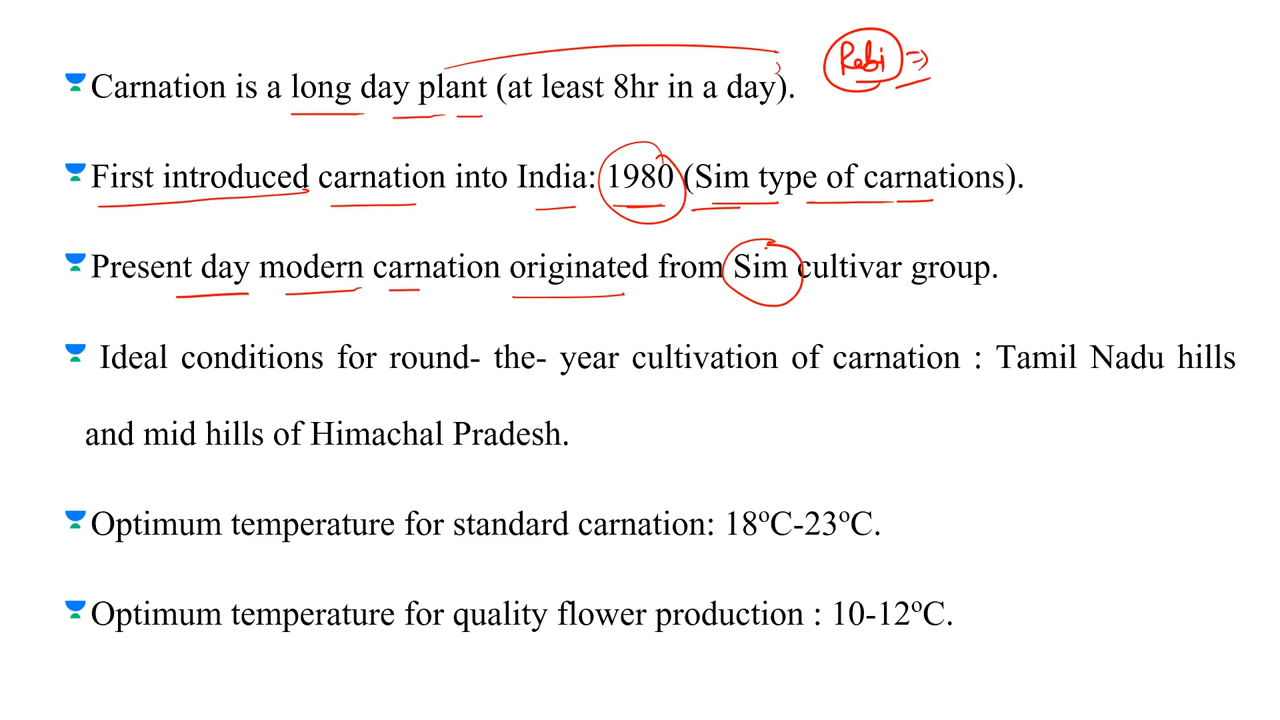 Carnation is a long day plant (at least 8hr in a day). Rabi ⇒
First introduced carnation into India: 1980 (Sim type of carnations).
Present day modern carnation originated from Sim cultivar group.
Ideal conditions for round- the- year cultivation of carnation : Tamil Nadu hills
and mid hills of Himachal Pradesh.
Optimum temperature for standard carnation: 18ºC-23ºC.
Optimum temperature for quality flower production : 10-12ºC.